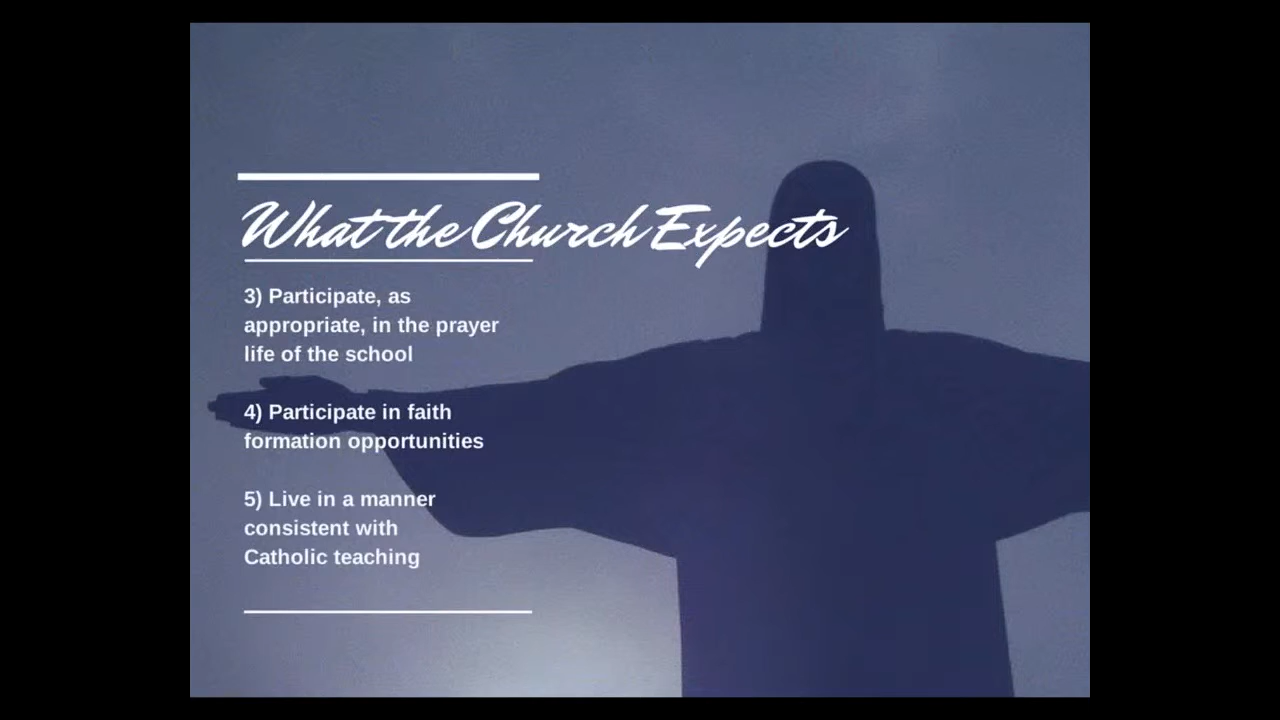 What the Church Expects
3) Participate, as
appropriate, in the prayer
life of the school
4) Participate in faith
formation opportunities
5) Live in a manner
consistent with
Catholic teaching